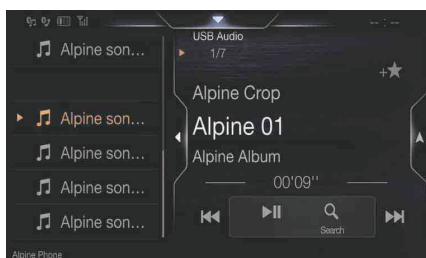 -- : --
USB Audio
1/7
Alpine son...
Alpine son...
Alpine son...
Alpine son...
Alpine son...
Alpine Crop
Alpine 01
Alpine Album
00'09''
Search
Alpine Phone